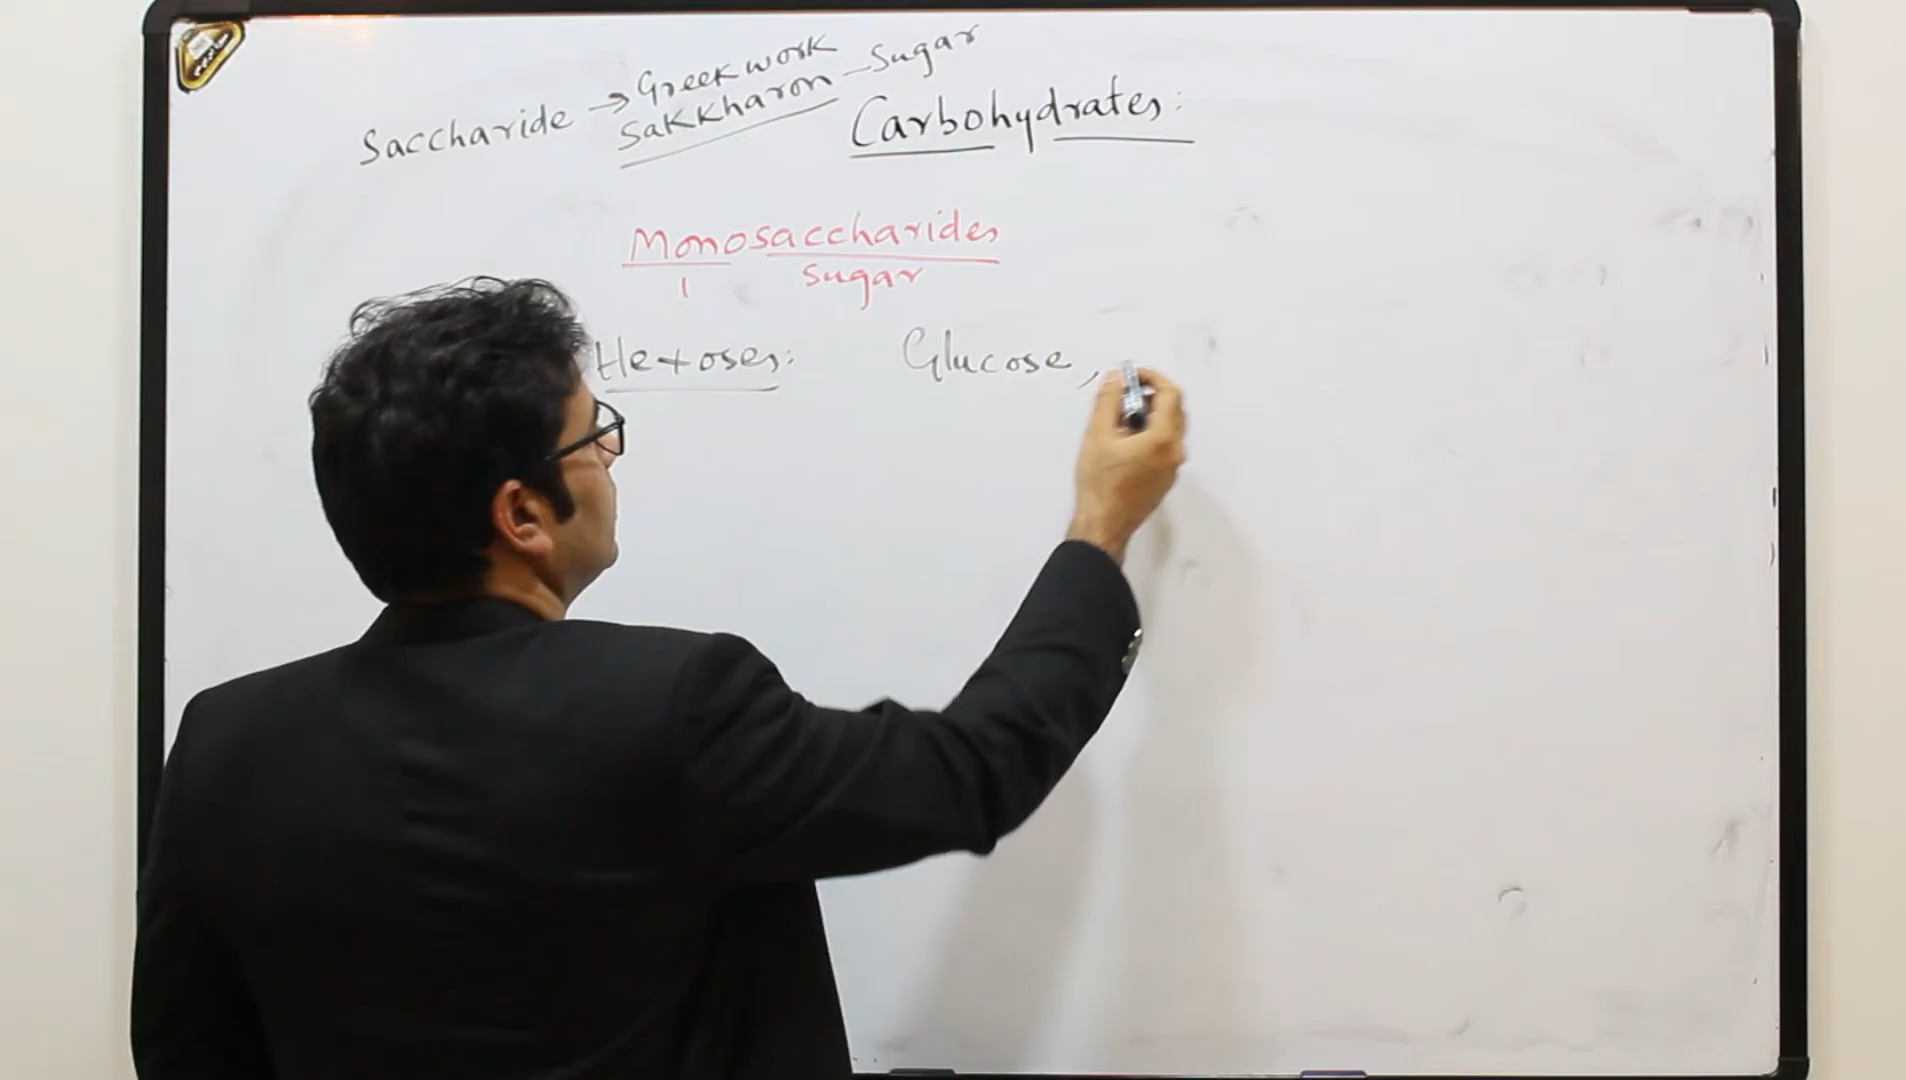 Saccharide → Greek work
Sakkharon – Sugar
Carbohydrates:
Monosaccharides
1 Sugar
Hexoses: Glucose,